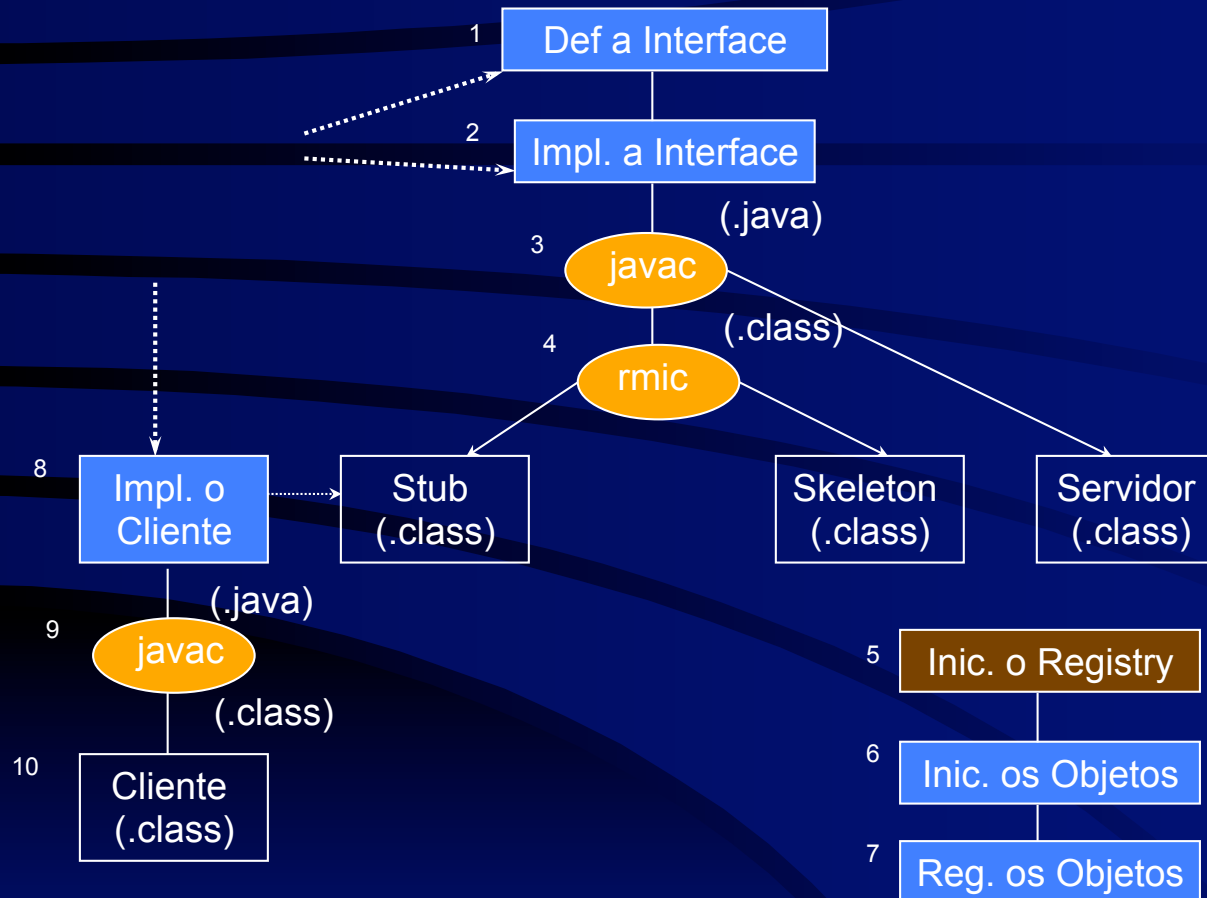 1
Def a Interface
2
Impl. a Interface
(.java)
3
javac
(.class)
4
rmic
8
Impl. o
Cliente
Stub
(.class)
Skeleton
(.class)
Servidor
(.class)
(.java)
9
javac
(.class)
10
Cliente
(.class)
5
Inic. o Registry
6
Inic. os Objetos
7
Reg. os Objetos